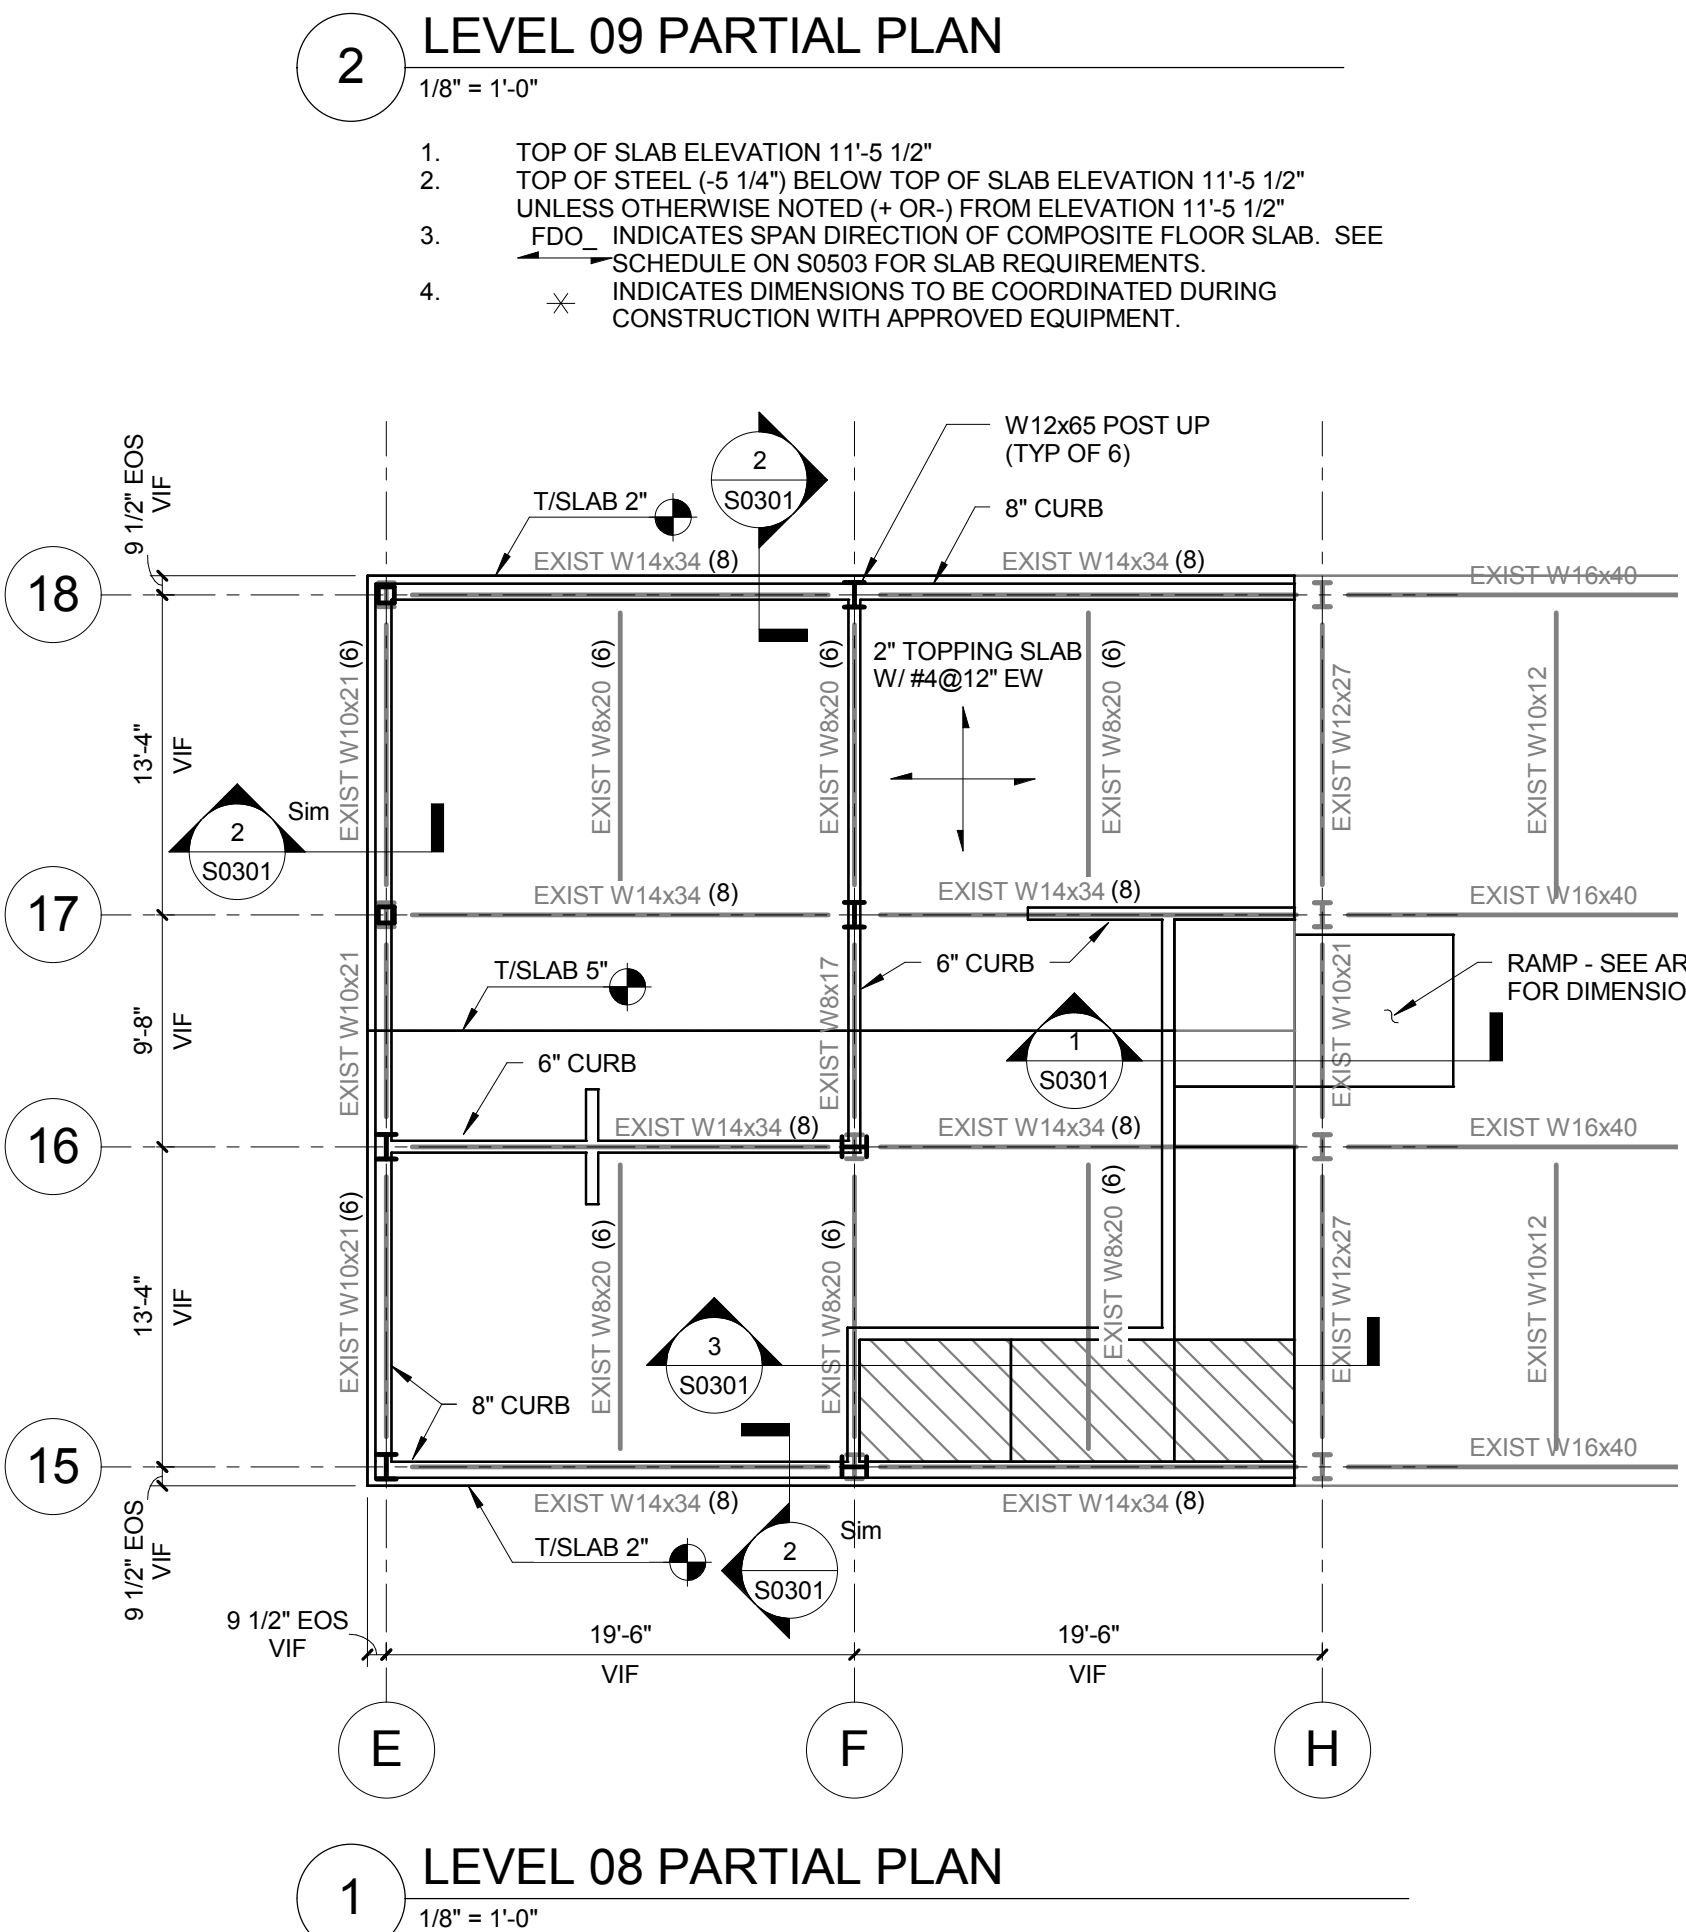 2
LEVEL 09 PARTIAL PLAN
1/8" = 1'-0"
1. TOP OF SLAB ELEVATION 11'-5 1/2"
2. TOP OF STEEL (-5 1/4") BELOW TOP OF SLAB ELEVATION 11'-5 1/2"
UNLESS OTHERWISE NOTED (+ OR-) FROM ELEVATION 11'-5 1/2"
3. FDO_ INDICATES SPAN DIRECTION OF COMPOSITE FLOOR SLAB. SEE
SCHEDULE ON S0503 FOR SLAB REQUIREMENTS.
4. INDICATES DIMENSIONS TO BE COORDINATED DURING
CONSTRUCTION WITH APPROVED EQUIPMENT.
W12x65 POST UP
(TYP OF 6)
9 1/2" EOS
VIF
2
S0301
T/SLAB 2"
8" CURB
EXIST W14x34 (8)
EXIST W14x34 (8)
EXIST W16x40
18
EXIST W10x21 (6)
EXIST W8x20 (6)
EXIST W8x20 (6)
2" TOPPING SLAB
W/ #4@12" EW
EXIST W8x20 (6)
EXIST W12x27
EXIST W10x12
13'-4"
VIF
Sim
2
S0301
17
EXIST W14x34 (8)
EXIST W14x34 (8)
EXIST W16x40
T/SLAB 5"
6" CURB
RAMP - SEE AR
FOR DIMENSIO
9'-8"
VIF
EXIST W10x21
EXIST W8x17
EXIST W10x21
1
S0301
6" CURB
16
EXIST W14x34 (8)
EXIST W14x34 (8)
EXIST W16x40
13'-4"
VIF
EXIST W10x21 (6)
EXIST W8x20 (6)
EXIST W8x20 (6)
EXIST W8x20 (6)
EXIST W12x27
EXIST W10x12
3
S0301
8" CURB
15
EXIST W16x40
EXIST W14x34 (8)
EXIST W14x34 (8)
9 1/2" EOS
VIF
T/SLAB 2"
Sim
2
S0301
9 1/2" EOS
VIF
19'-6"
VIF
19'-6"
VIF
E
F
H
1
LEVEL 08 PARTIAL PLAN
1/8" = 1'-0"